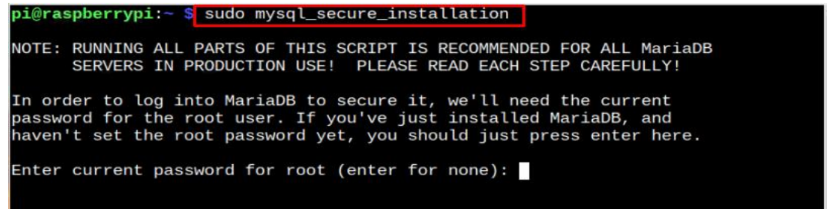 pi@raspberrypi:~ $ sudo mysql_secure_installation
NOTE: RUNNING ALL PARTS OF THIS SCRIPT IS RECOMMENDED FOR ALL MariaDB
SERVERS IN PRODUCTION USE!  PLEASE READ EACH STEP CAREFULLY!
In order to log into MariaDB to secure it, we'll need the current
password for the root user. If you've just installed MariaDB, and
haven't set the root password yet, you should just press enter here.
Enter current password for root (enter for none):